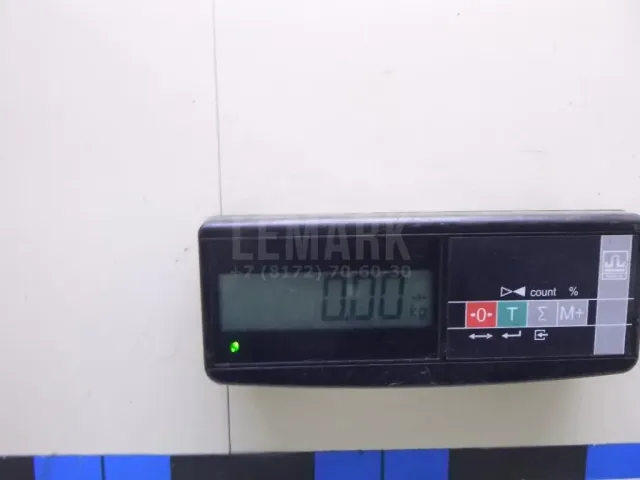 LEMARK
+7 (8172) 70-60-30
0.00
kg
count %
→0← T Σ M+